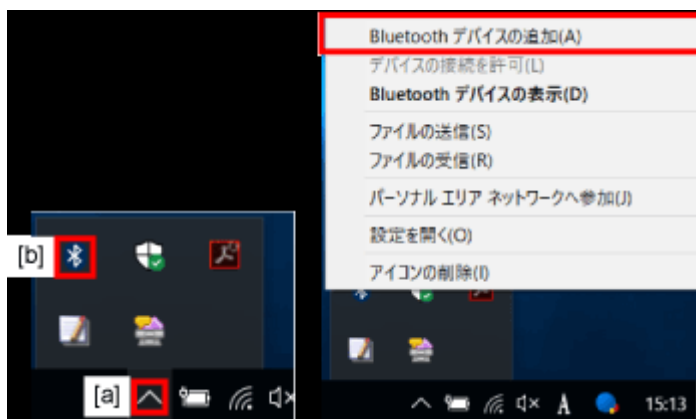 [b]
[a]
Bluetooth デバイスの追加(A)
デバイスの接続を許可(L)
Bluetooth デバイスの表示(D)
ファイルの送信(S)
ファイルの受信(R)
パーソナル エリア ネットワークへ参加(J)
設定を開く(O)
アイコンの削除(I)
A
15:13